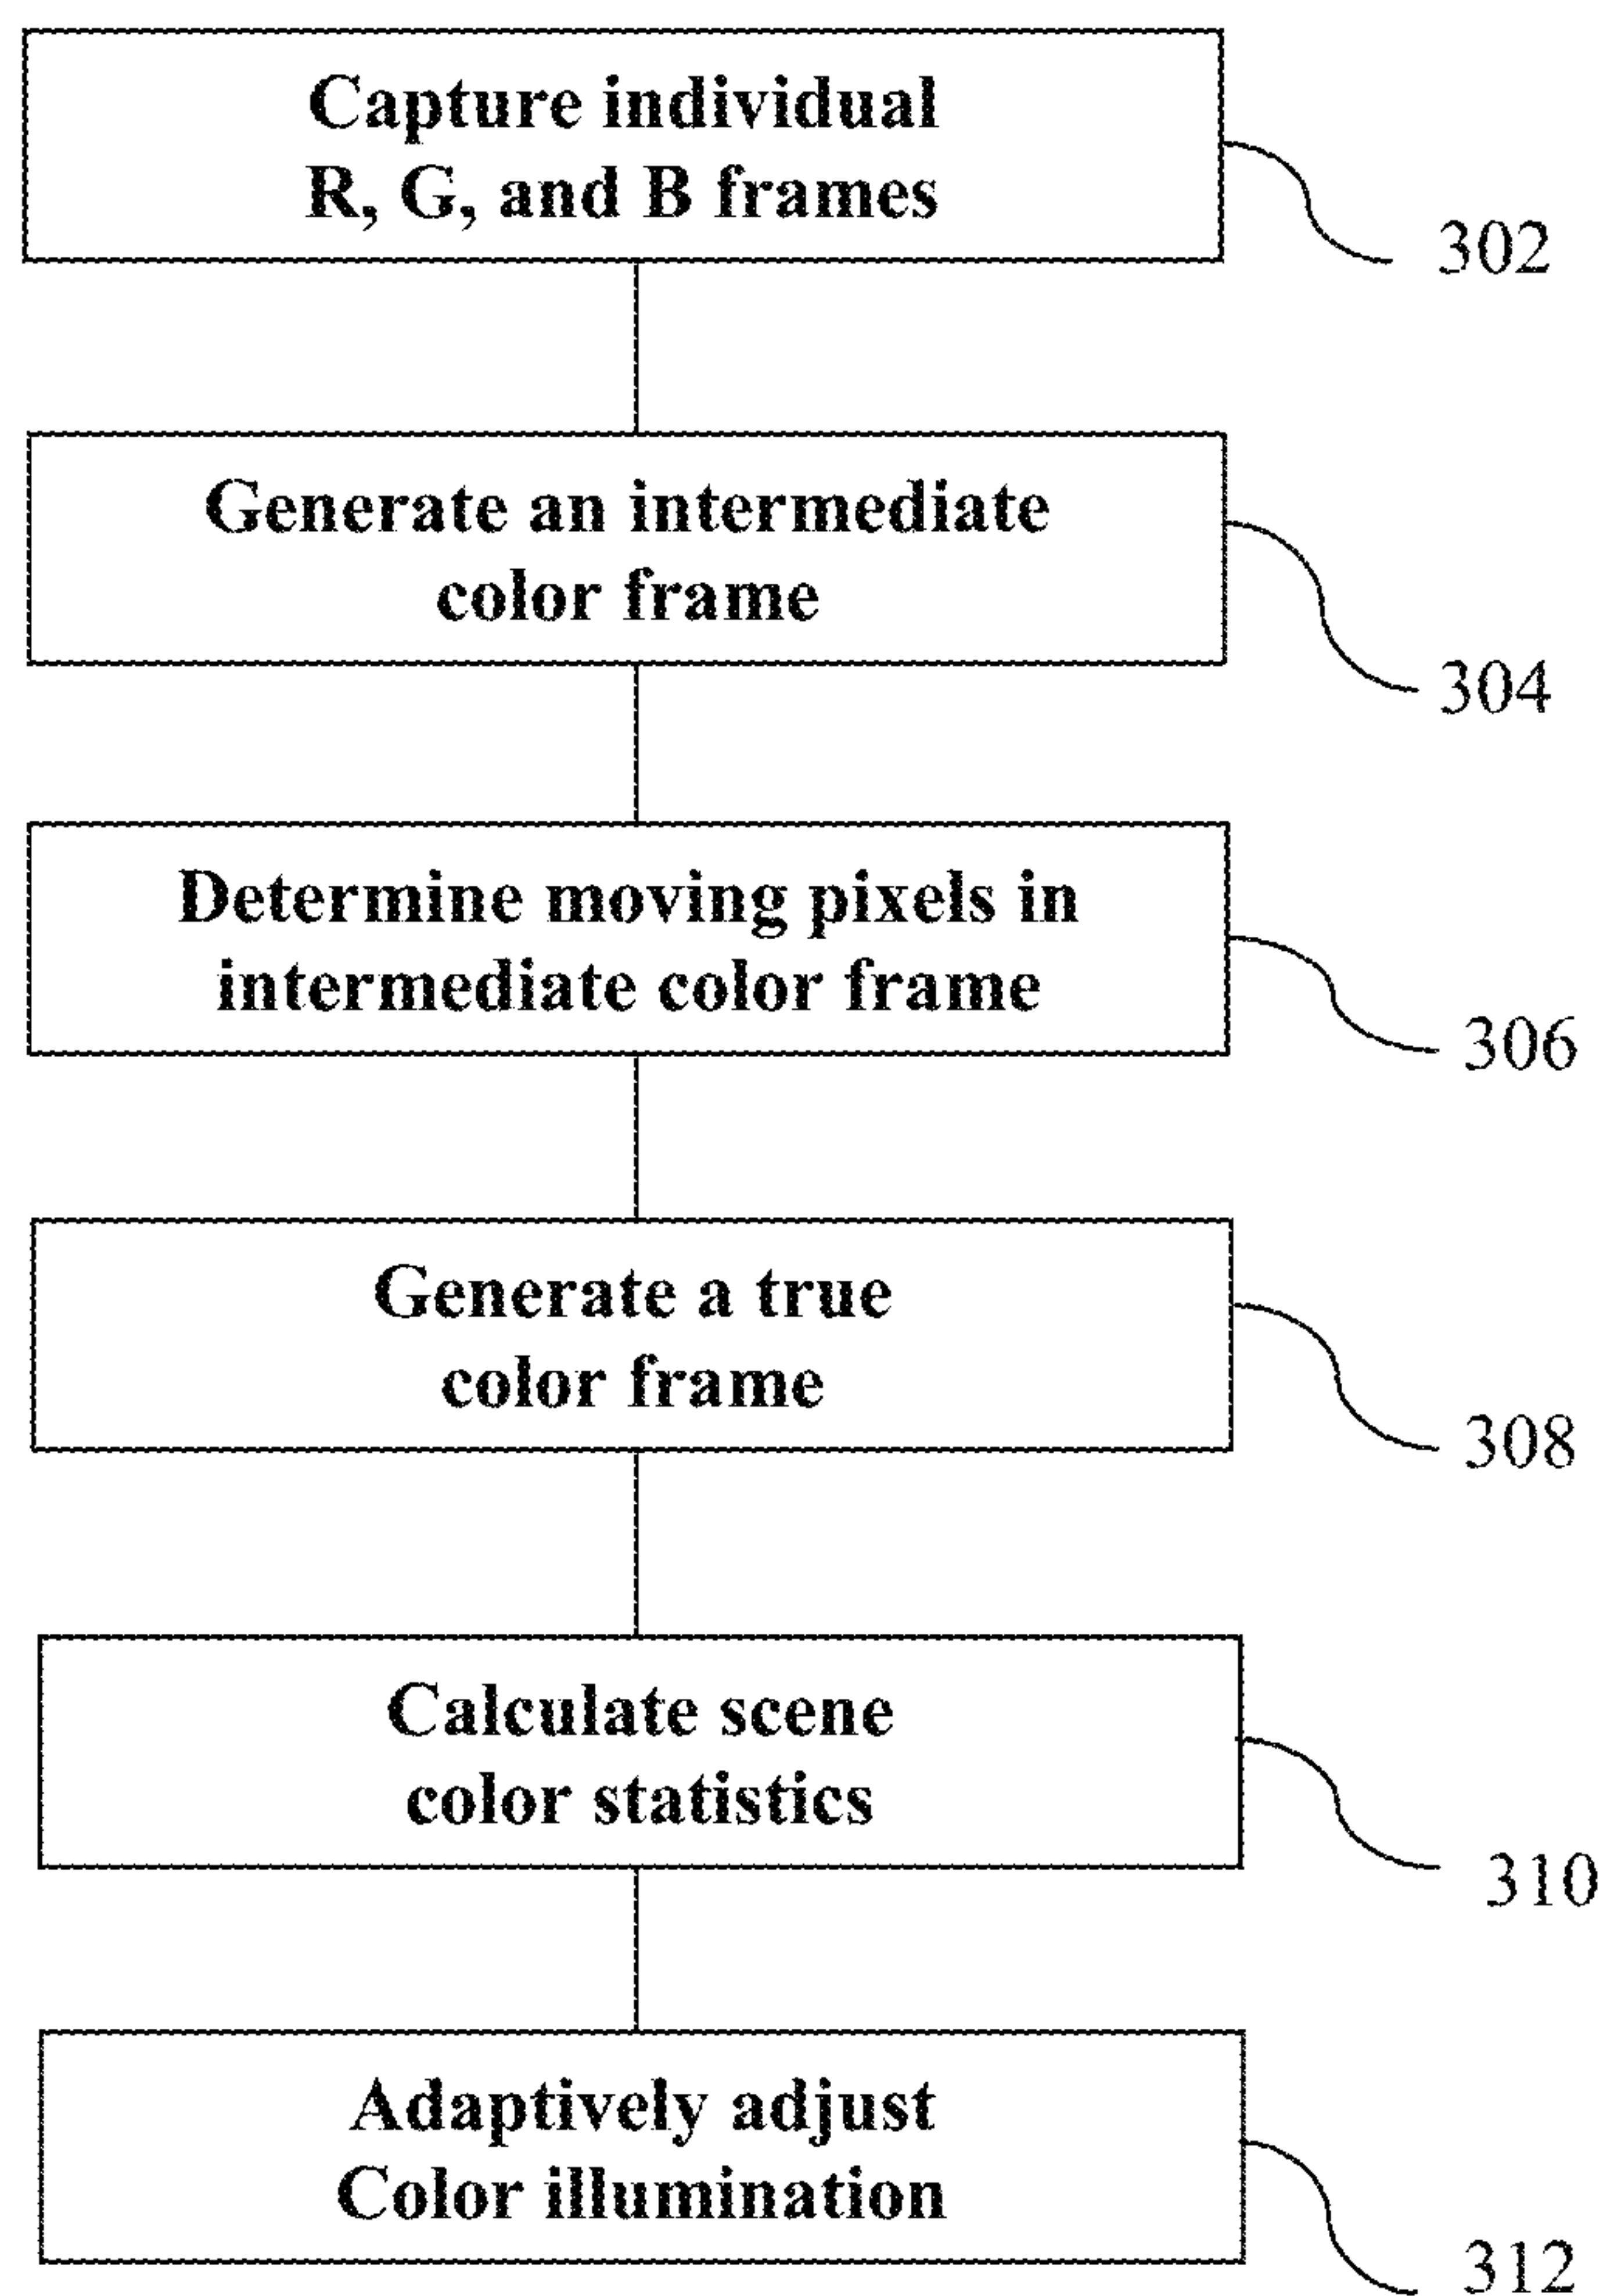 Capture individual
R, G, and B frames
302
Generate an intermediate
color frame
304
Determine moving pixels in
intermediate color frame
306
Generate a true
color frame
308
Calculate scene
color statistics
310
Adaptively adjust
Color illumination
312